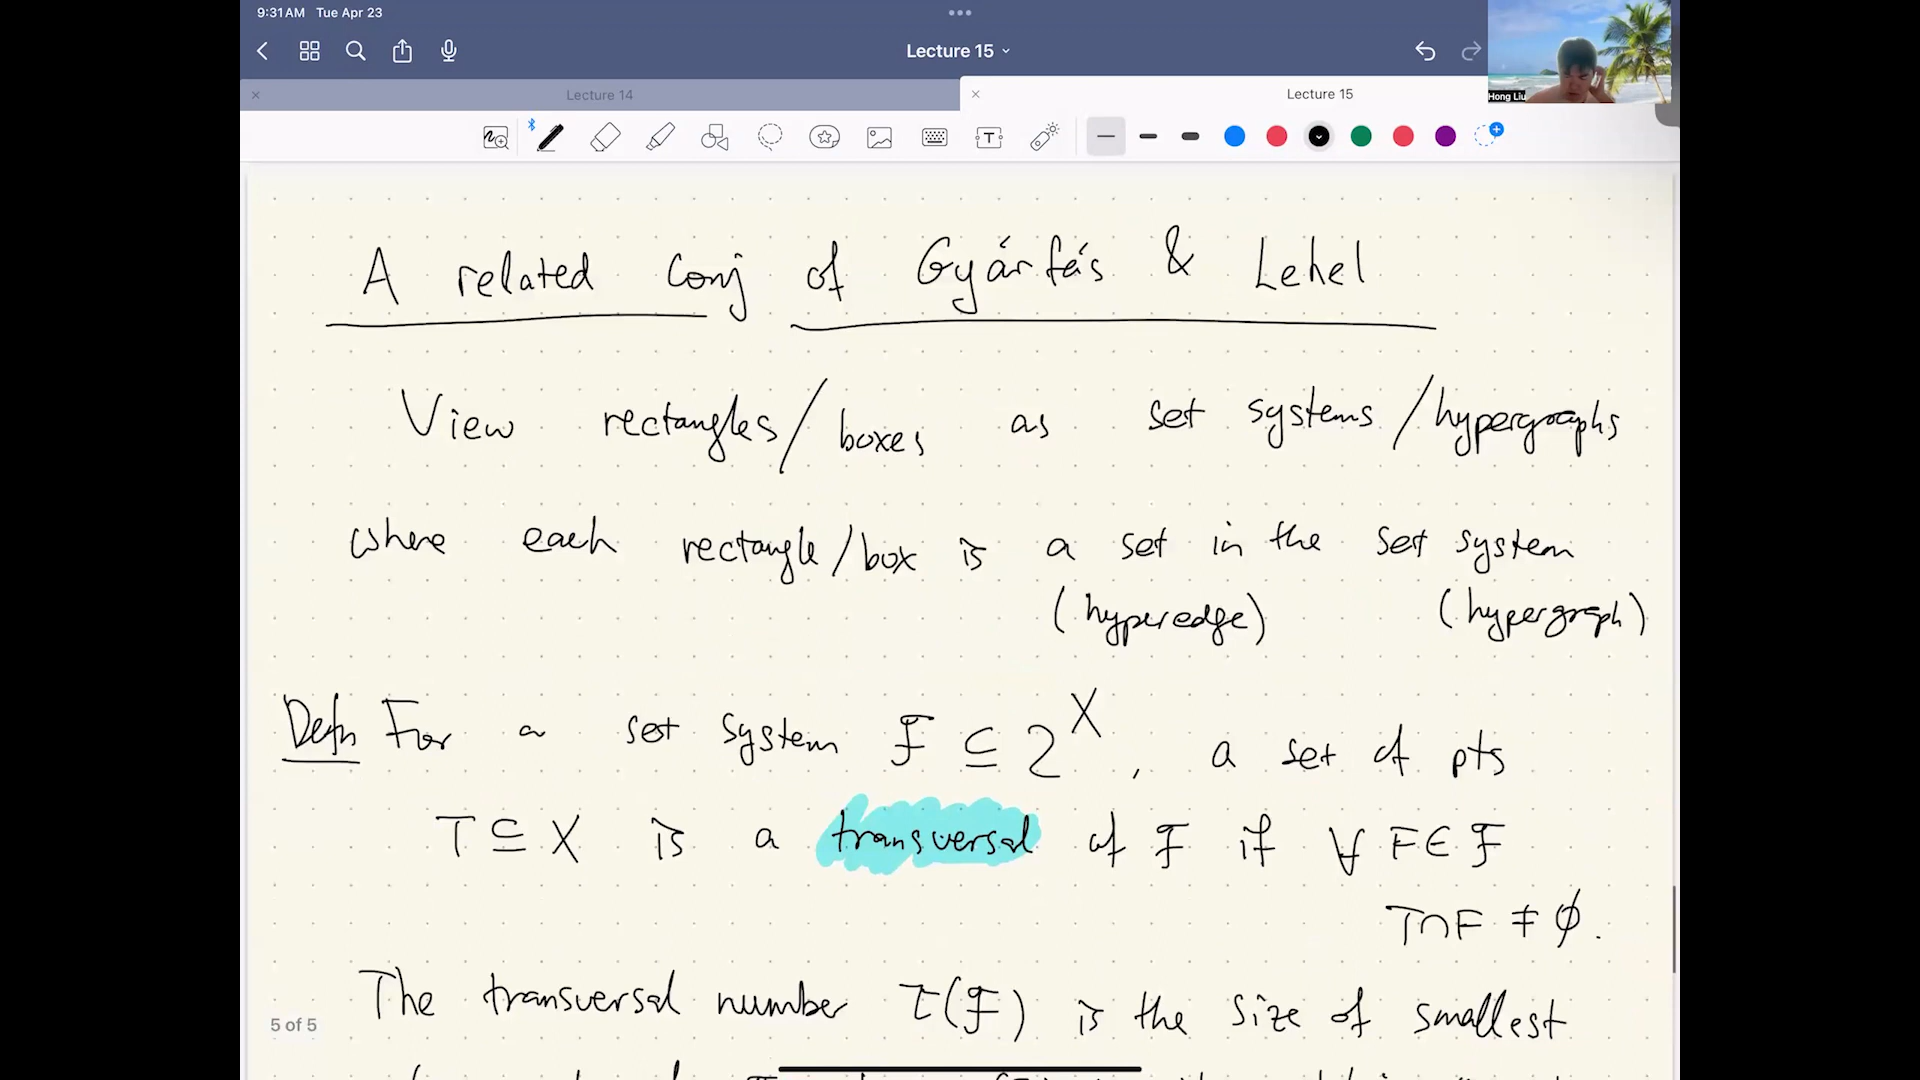 9:31AM Tue Apr 23
Lecture 15
Hong Liu
Lecture 14
Lecture 15
A related Conj of Gyárfás & Lehel
View rectangles/boxes as set systems/hypergraphs
where each rectangle/box is a set in the set system
(hyperedge) (hypergraph)
Defn For a set system F ⊆ 2^X, a set of pts
T ⊆ X is a transversal of F if ∀ F ∈ F
T∩F ≠ ∅.
The transversal number τ(F) is the size of smallest
5 of 5